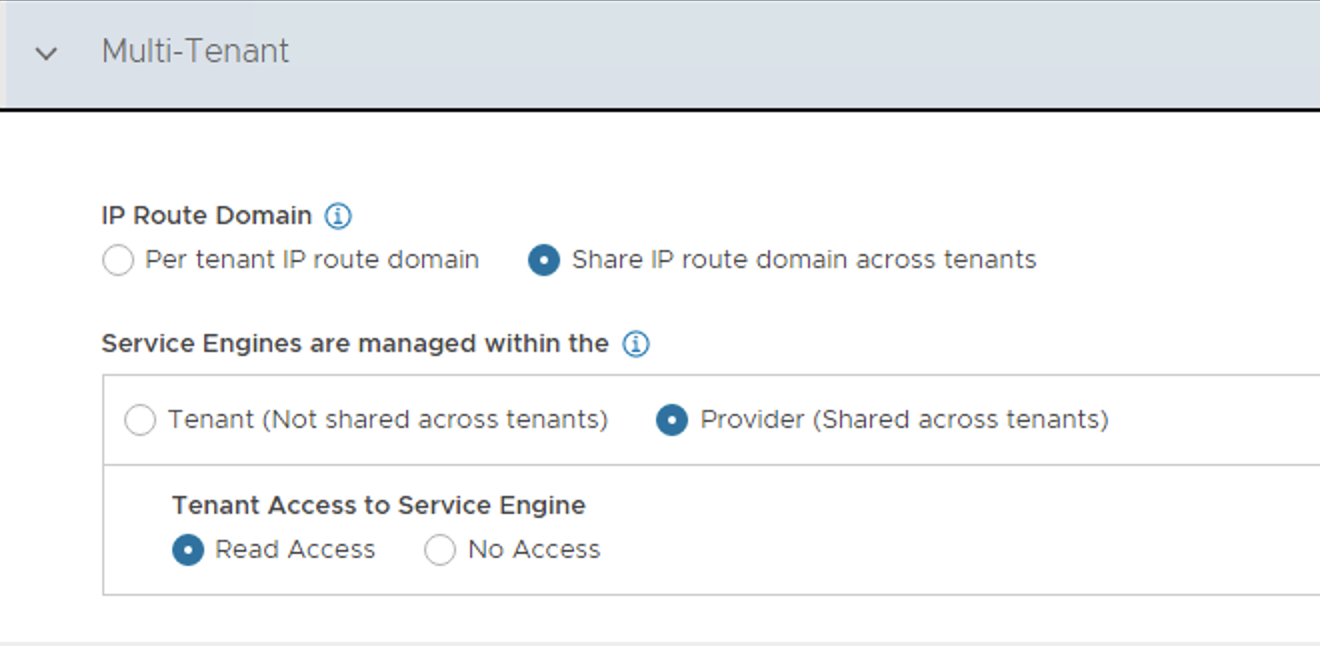 Multi-Tenant
IP Route Domain
Per tenant IP route domain Share IP route domain across tenants
Service Engines are managed within the
Tenant (Not shared across tenants) Provider (Shared across tenants)
Tenant Access to Service Engine
Read Access No Access